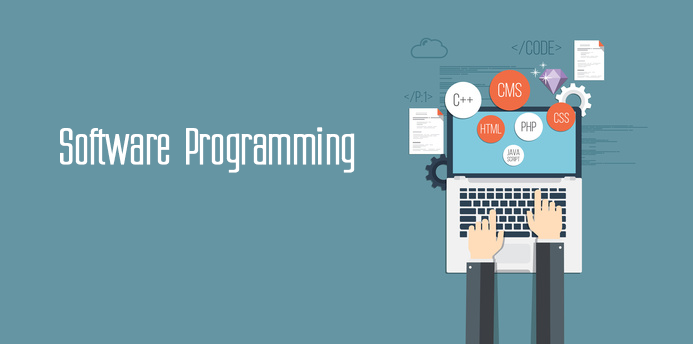 Software Programming
</CODE>
</P.1>
C++
CMS
HTML
PHP
CSS
JAVA
SCRIPT